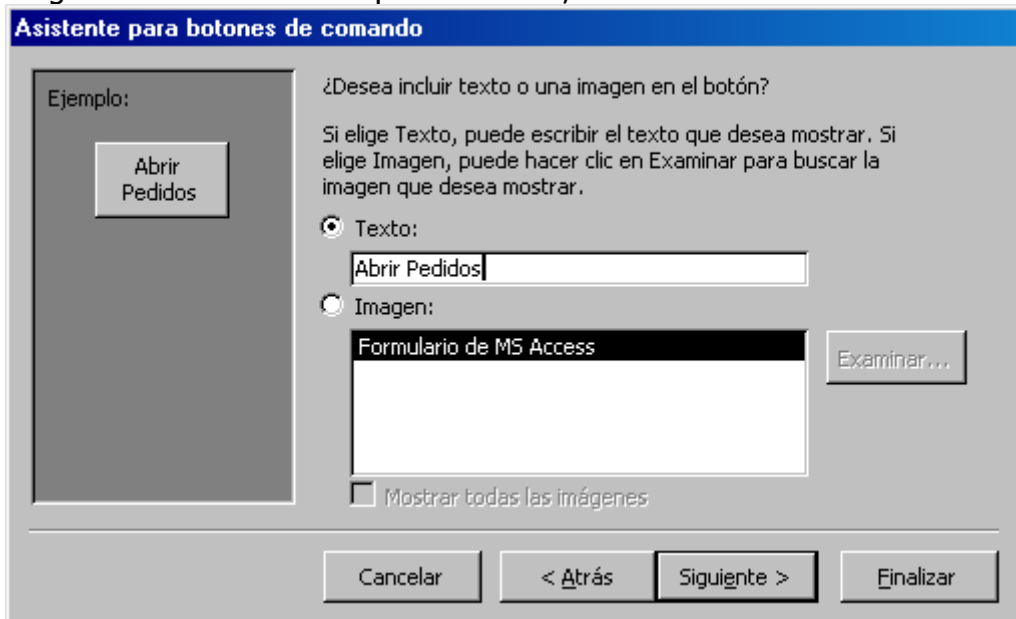 Asistente para botones de comando
Ejemplo:
Abrir
Pedidos
¿Desea incluir texto o una imagen en el botón?
Si elige Texto, puede escribir el texto que desea mostrar. Si
elige Imagen, puede hacer clic en Examinar para buscar la
imagen que desea mostrar.
Texto:
Abrir Pedidos
Imagen:
Formulario de MS Access
Examinar...
Mostrar todas las imágenes
Cancelar
< Atrás
Siguiente >
Finalizar